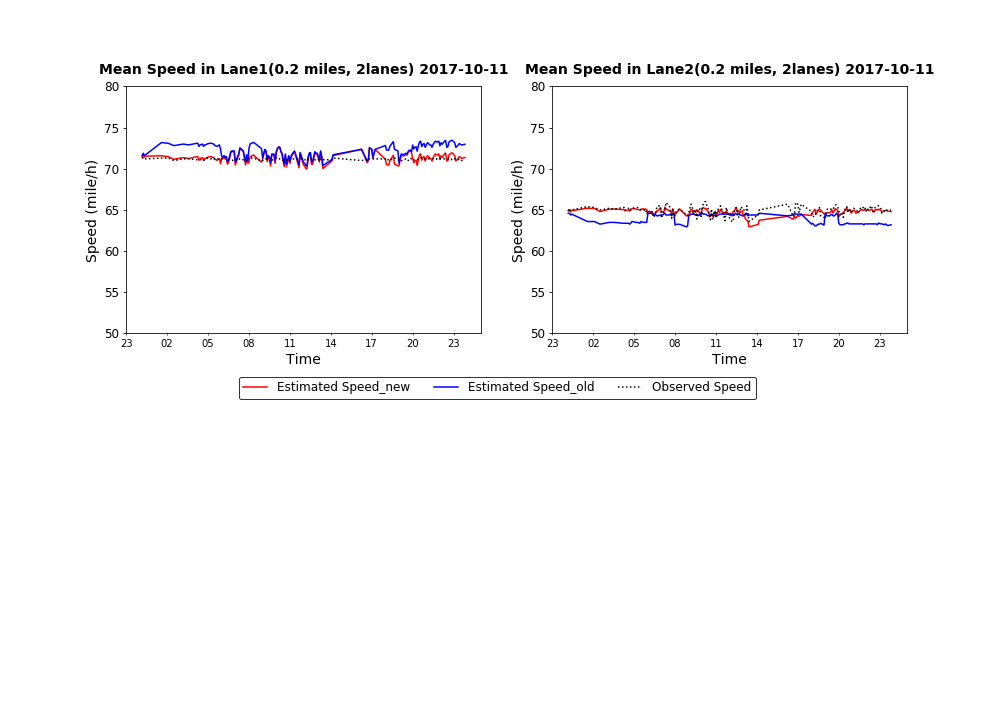 Mean Speed in Lane1(0.2 miles, 2lanes) 2017-10-11
80
75
70
65
60
55
50
Speed (mile/h)
23 02 05 08 11 14 17 20 23
Time
Mean Speed in Lane2(0.2 miles, 2lanes) 2017-10-11
80
75
70
65
60
55
50
Speed (mile/h)
23 02 05 08 11 14 17 20 23
Time
Estimated Speed_new Estimated Speed_old Observed Speed